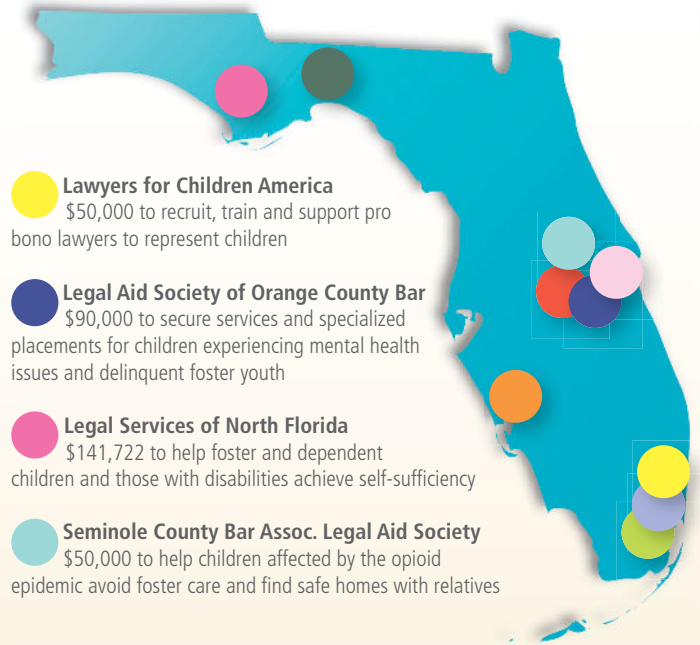 Lawyers for Children America
$50,000 to recruit, train and support pro
bono lawyers to represent children
Legal Aid Society of Orange County Bar
$90,000 to secure services and specialized
placements for children experiencing mental health
issues and delinquent foster youth
Legal Services of North Florida
$141,722 to help foster and dependent
children and those with disabilities achieve self-sufficiency
Seminole County Bar Assoc. Legal Aid Society
$50,000 to help children affected by the opioid
epidemic avoid foster care and find safe homes with relatives